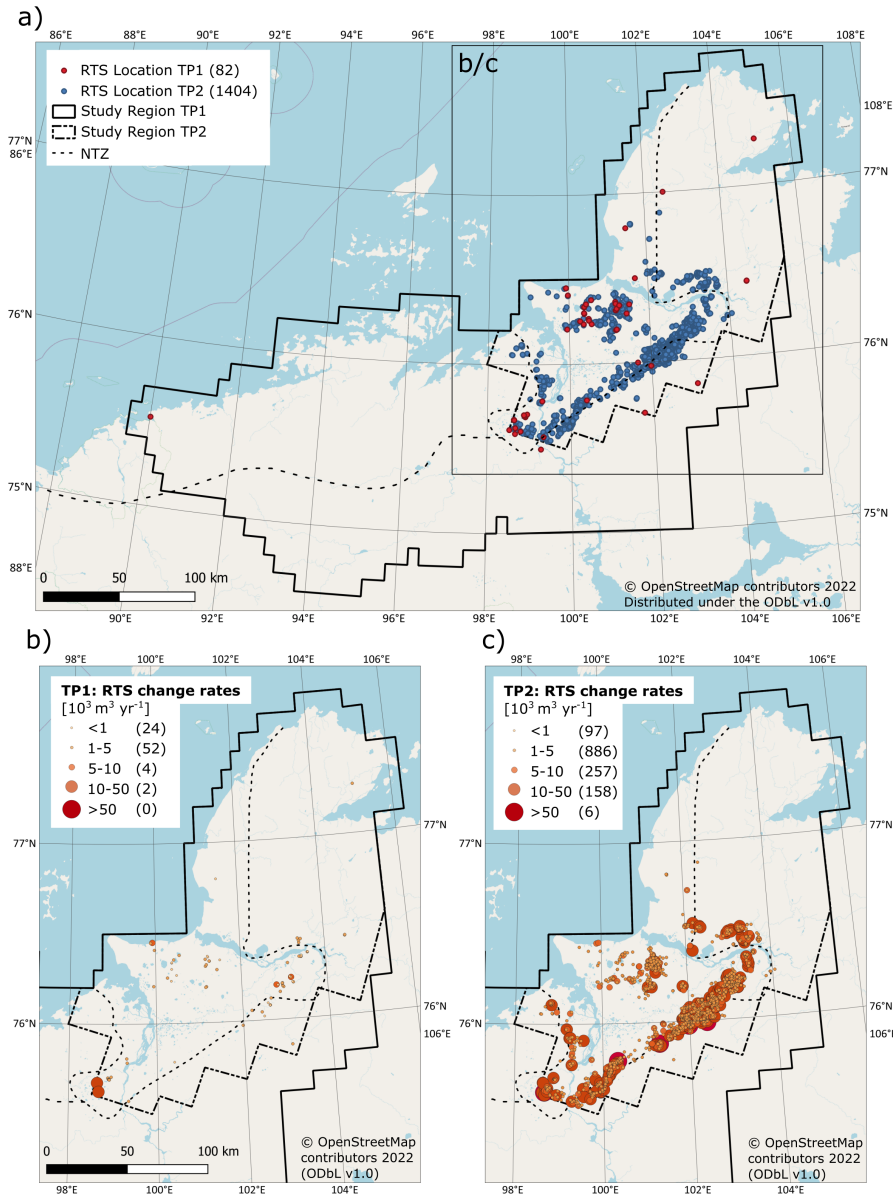 a)
86°E 88°E 90°E 92°E 94°E 96°E 98°E 100°E 102°E 104°E 106°E 108°E
RTS Location TP1 (82)
RTS Location TP2 (1404)
Study Region TP1
Study Region TP2
NTZ
b/c
108°E
77°N
86°E
77°N
76°N
76°N
75°N
75°N
88°E
0 50 100 km
© OpenStreetMap contributors 2022
Distributed under the ODbL v1.0
90°E 92°E 94°E 96°E 98°E 100°E 102°E 104°E 106°E
b)
98°E 100°E 102°E 104°E 106°E
TP1: RTS change rates
[10³ m³ yr⁻¹]
<1 (24)
1-5 (52)
5-10 (4)
10-50 (2)
>50 (0)
77°N
77°N
76°N
76°N
106°E
0 50 100 km
© OpenStreetMap
contributors 2022
(ODbL v1.0)
98°E 100°E 102°E 104°E
c)
98°E 100°E 102°E 104°E 106°E
TP2: RTS change rates
[10³ m³ yr⁻¹]
<1 (97)
1-5 (886)
5-10 (257)
10-50 (158)
>50 (6)
77°N
77°N
76°N
76°N
106°E
© OpenStreetMap
contributors 2022
(ODbL v1.0)
98°E 100°E 102°E 104°E